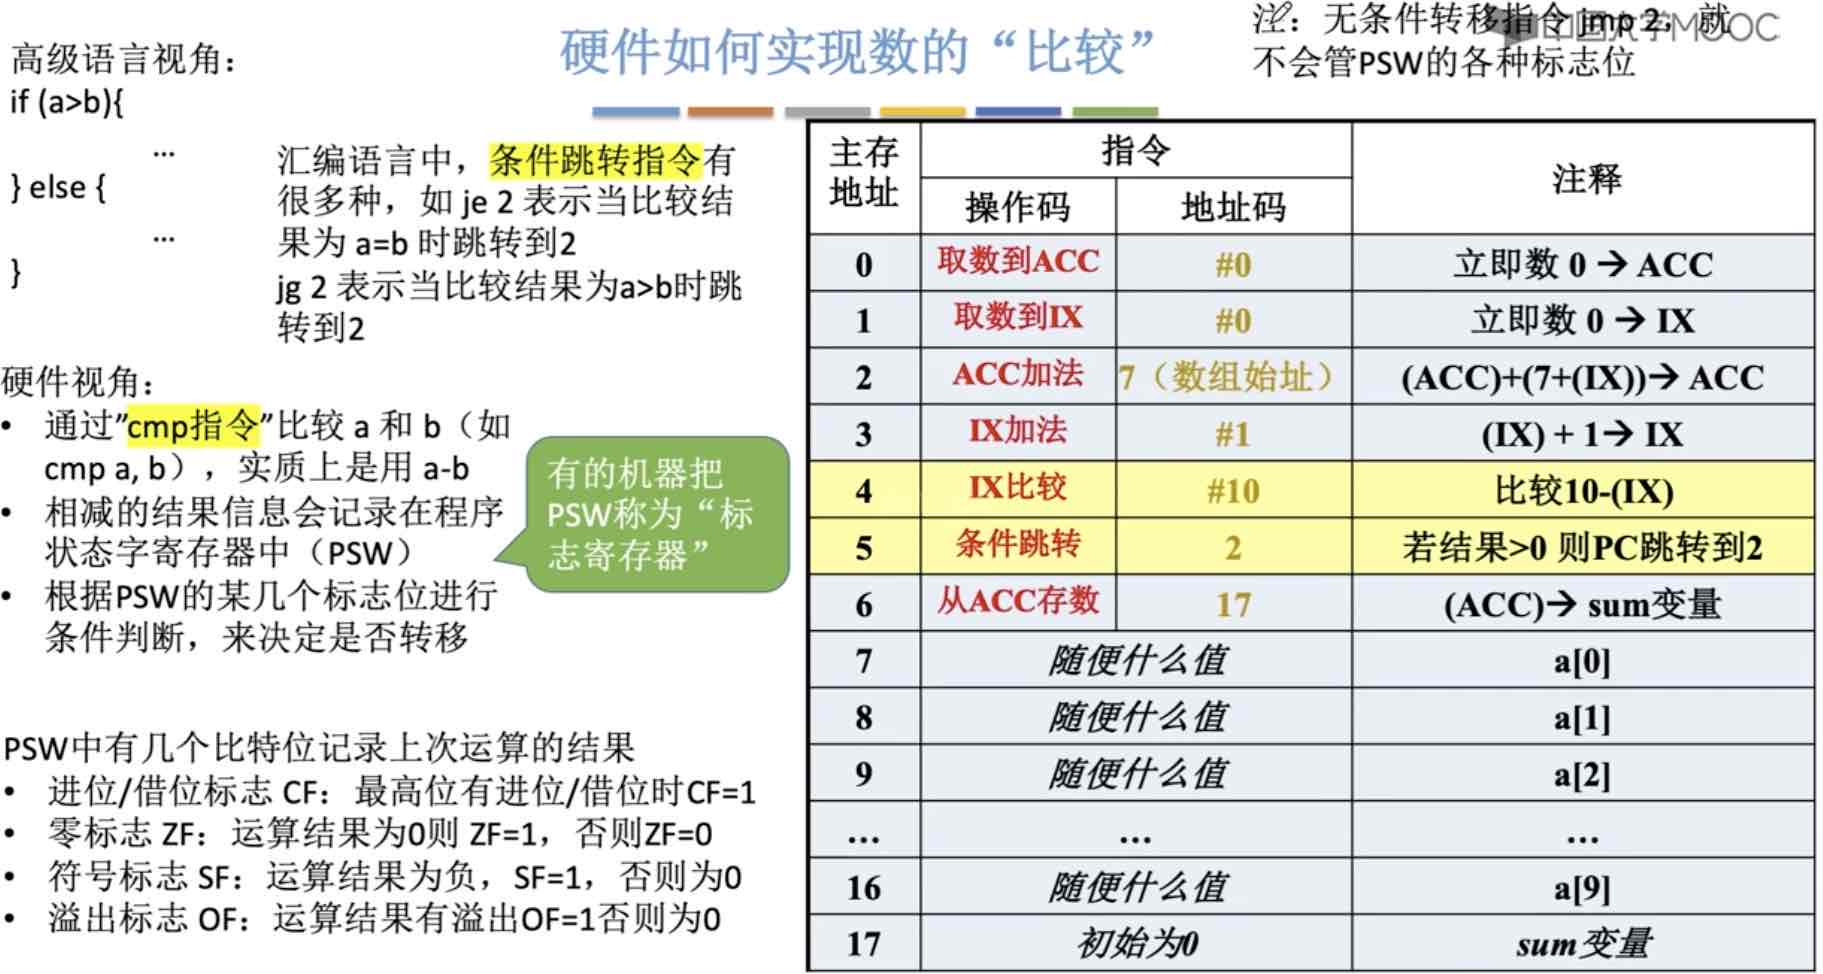 硬件如何实现数的“比较”
注：无条件转移指令 jmp 2，就
不会管PSW的各种标志位
中国大学MOOC
高级语言视角：
if (a>b){
...
} else {
...
}
汇编语言中，条件跳转指令有
很多种，如 je 2 表示当比较结
果为 a=b 时跳转到2
jg 2 表示当比较结果为a>b时跳
转到2
硬件视角：
• 通过”cmp指令”比较 a 和 b（如
cmp a, b），实质上是用 a-b
• 相减的结果信息会记录在程序
状态字寄存器中（PSW）
• 根据PSW的某几个标志位进行
条件判断，来决定是否转移
有的机器把
PSW称为“标
志寄存器”
PSW中有几个比特位记录上次运算的结果
• 进位/借位标志 CF：最高位有进位/借位时CF=1
• 零标志 ZF：运算结果为0则 ZF=1，否则ZF=0
• 符号标志 SF：运算结果为负，SF=1，否则为0
• 溢出标志 OF：运算结果有溢出OF=1否则为0
主存地址 指令 注释
操作码 地址码
0 取数到ACC #0 立即数 0 → ACC
1 取数到IX #0 立即数 0 → IX
2 ACC加法 7（数组始址） (ACC)+(7+(IX))→ ACC
3 IX加法 #1 (IX) + 1→ IX
4 IX比较 #10 比较10-(IX)
5 条件跳转 2 若结果>0 则PC跳转到2
6 从ACC存数 17 (ACC)→ sum变量
7 随便什么值 a[0]
8 随便什么值 a[1]
9 随便什么值 a[2]
... ... ...
16 随便什么值 a[9]
17 初始为0 sum变量